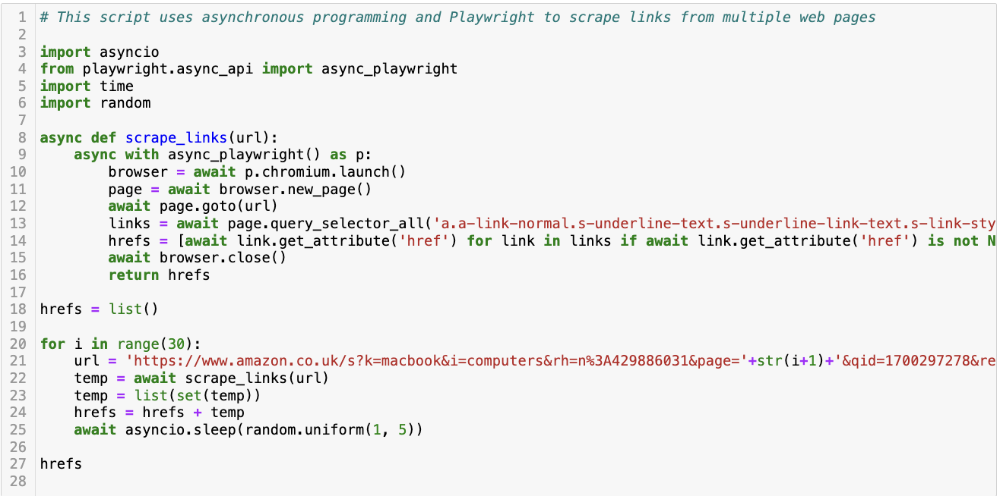 1 # This script uses asynchronous programming and Playwright to scrape links from multiple web pages
2
3 import asyncio
4 from playwright.async_api import async_playwright
5 import time
6 import random
7
8 async def scrape_links(url):
9     async with async_playwright() as p:
10         browser = await p.chromium.launch()
11         page = await browser.new_page()
12         await page.goto(url)
13         links = await page.query_selector_all('a.a-link-normal.s-underline-text.s-underline-link-text.s-link-sty
14         hrefs = [await link.get_attribute('href') for link in links if await link.get_attribute('href') is not N
15         await browser.close()
16         return hrefs
17
18 hrefs = list()
19
20 for i in range(30):
21     url = 'https://www.amazon.co.uk/s?k=macbook&i=computers&rh=n%3A429886031&page='+str(i+1)+'&qid=1700297278&re
22     temp = await scrape_links(url)
23     temp = list(set(temp))
24     hrefs = hrefs + temp
25     await asyncio.sleep(random.uniform(1, 5))
26
27 hrefs
28